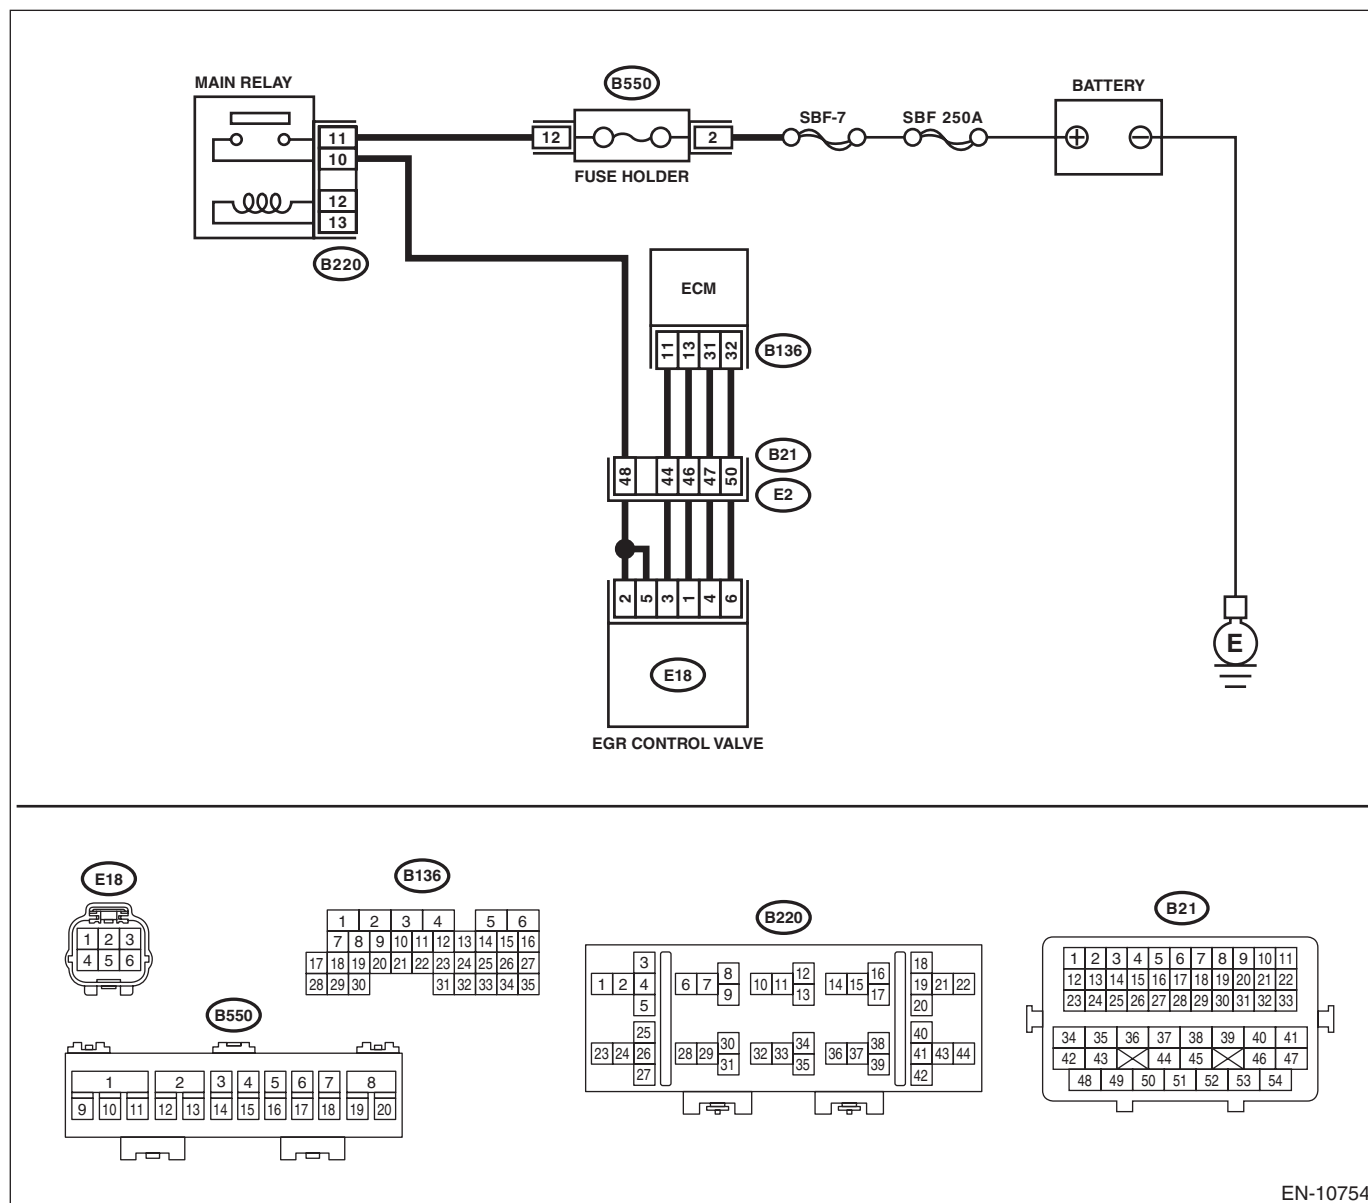 B550
MAIN RELAY
BATTERY
SBF-7
SBF 250A
11
12
2
10
FUSE HOLDER
12
13
B220
ECM
11 13 31 32
B136
B21
48 44 46 47 50
E2
2 5 3 1 4 6
E
E18
EGR CONTROL VALVE
E18
1 2 3
4 5 6
B136
1 2 3 4 5 6
7 8 9 10 11 12 13 14 15 16
17 18 19 20 21 22 23 24 25 26 27
28 29 30 31 32 33 34 35
B550
1 2 3 4 5 6 7 8
9 10 11 12 13 14 15 16 17 18 19 20
B220
3 8 12 16 18
1 2 4 6 7 10 11 14 15 19 21 22
5 9 13 17 20
25 30 34 38 40
23 24 26 28 29 32 33 36 37 41 43 44
27 31 35 39 42
B21
1 2 3 4 5 6 7 8 9 10 11
12 13 14 15 16 17 18 19 20 21 22
23 24 25 26 27 28 29 30 31 32 33
34 35 36 37 38 39 40 41
42 43 44 45 46 47
48 49 50 51 52 53 54
EN-10754